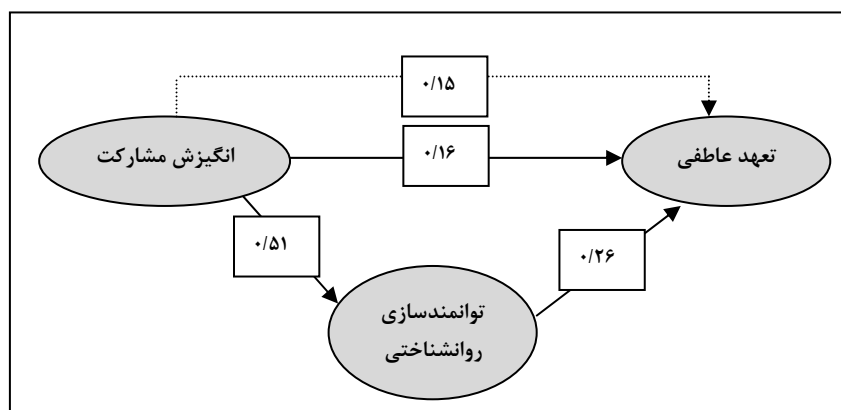 ۰/۱۵
انگیزش مشارکت
۰/۱۶
تعهد عاطفی
۰/۵۱
۰/۲۶
توانمندسازی
روانشناختی